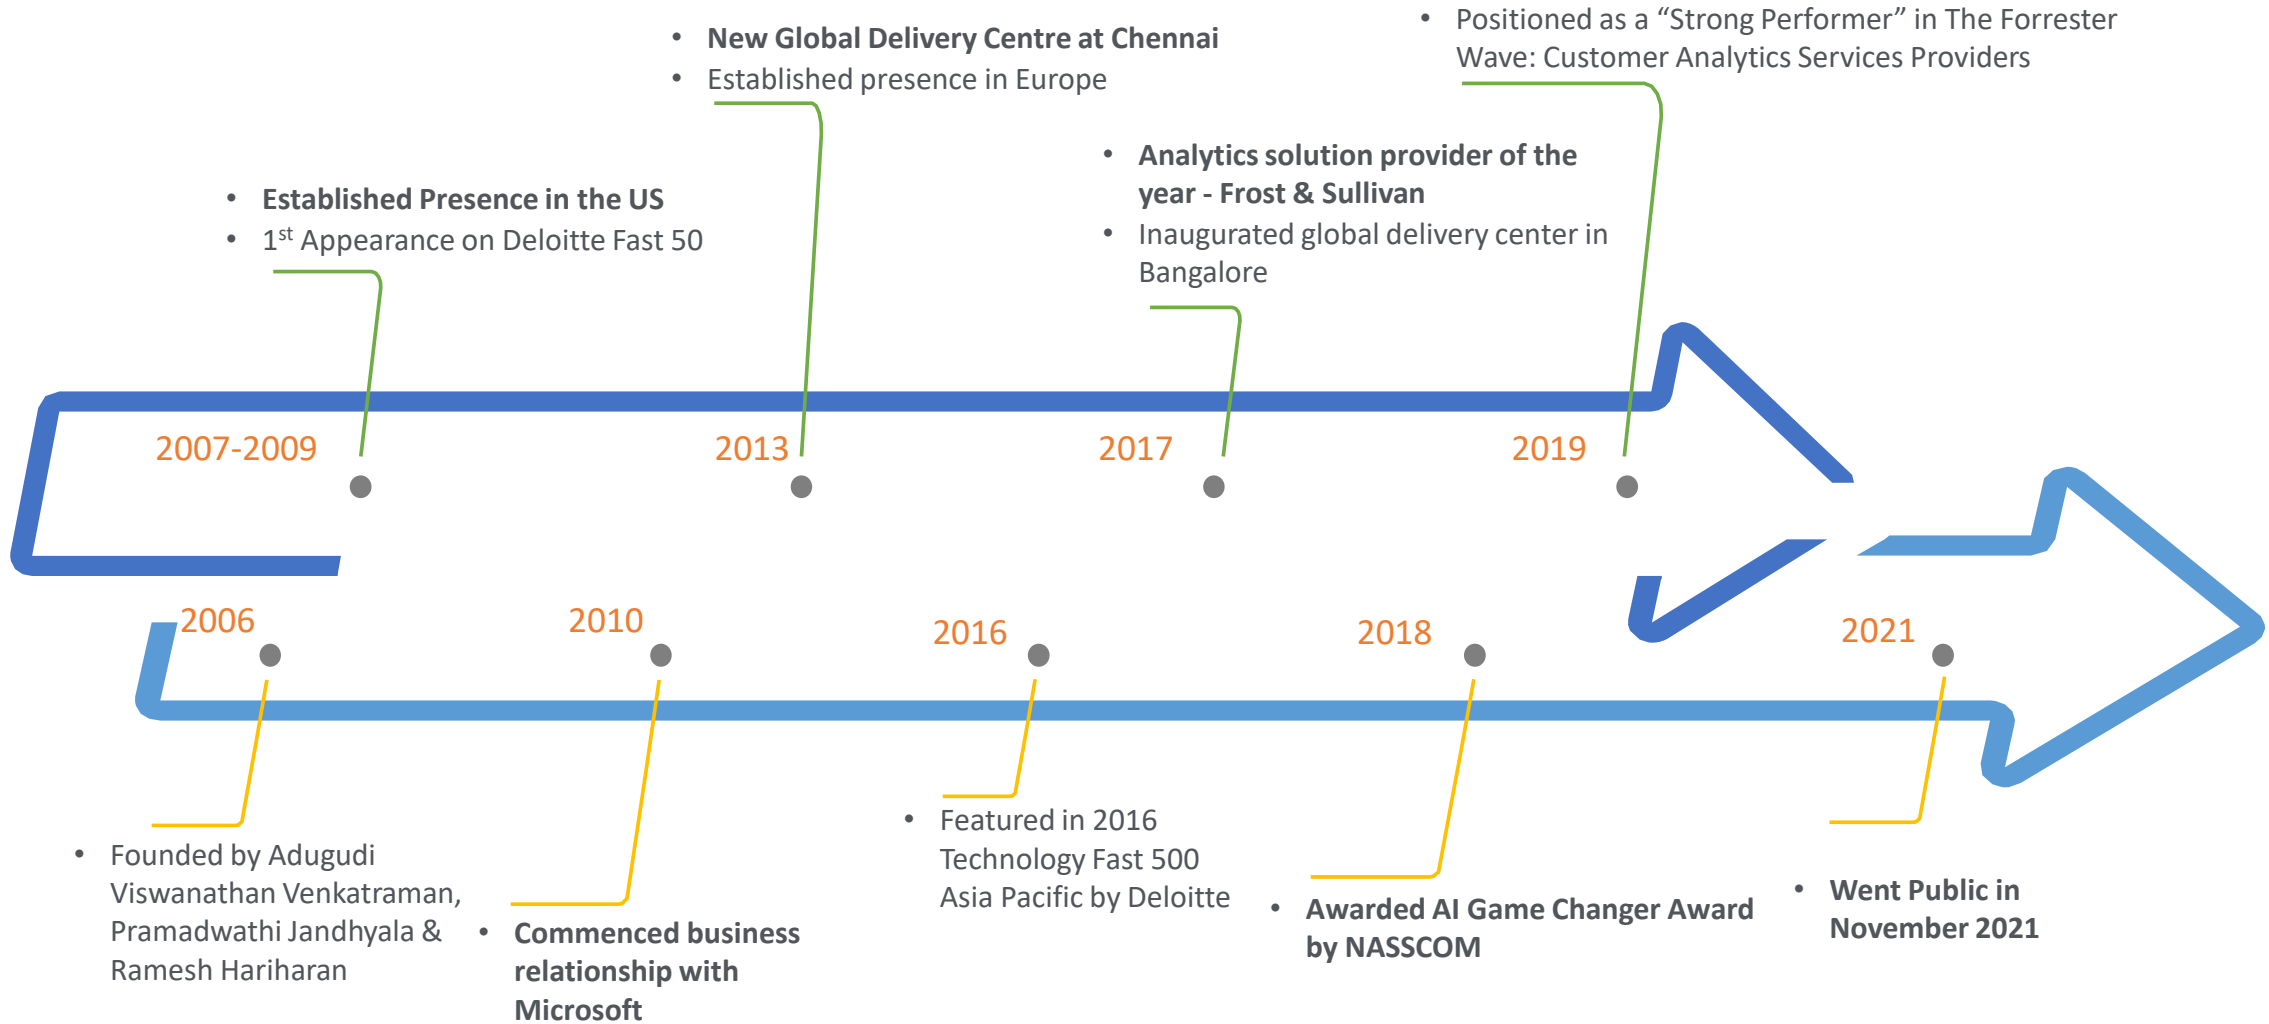 • Positioned as a “Strong Performer” in The Forrester
Wave: Customer Analytics Services Providers
• New Global Delivery Centre at Chennai
• Established presence in Europe
• Analytics solution provider of the
year - Frost & Sullivan
• Inaugurated global delivery center in
Bangalore
• Established Presence in the US
• 1st Appearance on Deloitte Fast 50
2007-2009
2013
2017
2019
2006
2010
2016
2018
2021
• Founded by Adugudi
Viswanathan Venkatraman,
Pramadwathi Jandhyala &
Ramesh Hariharan
• Commenced business
relationship with
Microsoft
• Featured in 2016
Technology Fast 500
Asia Pacific by Deloitte
• Awarded AI Game Changer Award
by NASSCOM
• Went Public in
November 2021